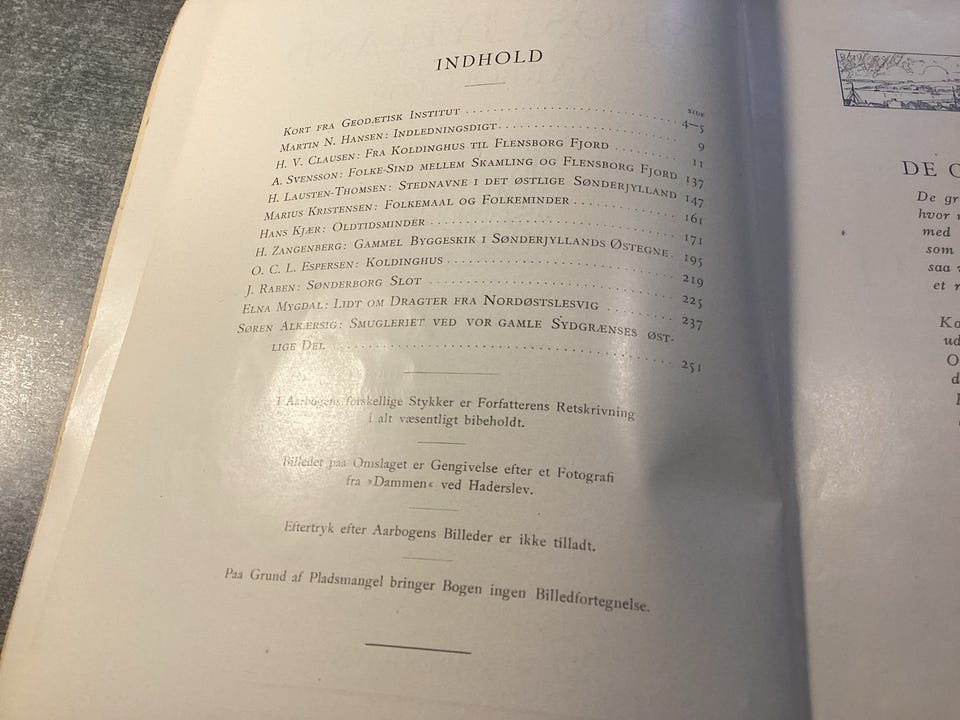 INDHOLD
SIDE
KORT FRA GEODÆTISK INSTITUT 4—5
MARTIN N. HANSEN: INDLEDNINGSDIGT 9
H. V. CLAUSEN: FRA KOLDINGHUS TIL FLENSBORG FJORD 11
A. SVENSSON: FOLKE-SIND MELLEM SKAMLING OG FLENSBORG FJORD 137
H. LAUSTEN-THOMSEN: STEDNAVNE I DET ØSTLIGE SØNDERJYLLAND 147
MARIUS KRISTENSEN: FOLKEMAAL OG FOLKEMINDER 161
HANS KJÆR: OLDTIDSMINDER 171
H. ZANGENBERG: GAMMEL BYGGESKIK I SØNDERJYLLANDS ØSTEGNE 195
O. C. L. ESPERSEN: KOLDINGHUS 219
J. RABEN: SØNDERBORG SLOT 225
ELNA MYGDAL: LIDT OM DRAGTER FRA NORDØSTSLESVIG 237
SØREN ALKÆRSIG: SMUGLERIET VED VOR GAMLE SYDGRÆNSES ØST-
LIGE DEL 251
I Aarbogens forskellige Stykker er Forfatterens Retskrivning
i alt væsentligt bibeholdt.
Billedet paa Omslaget er Gengivelse efter et Fotografi
fra »Dammen« ved Haderslev.
Eftertryk efter Aarbogens Billeder er ikke tilladt.
Paa Grund af Pladsmangel bringer Bogen ingen Billedfortegnelse.
DE
De
hvor
med
som
saa
et